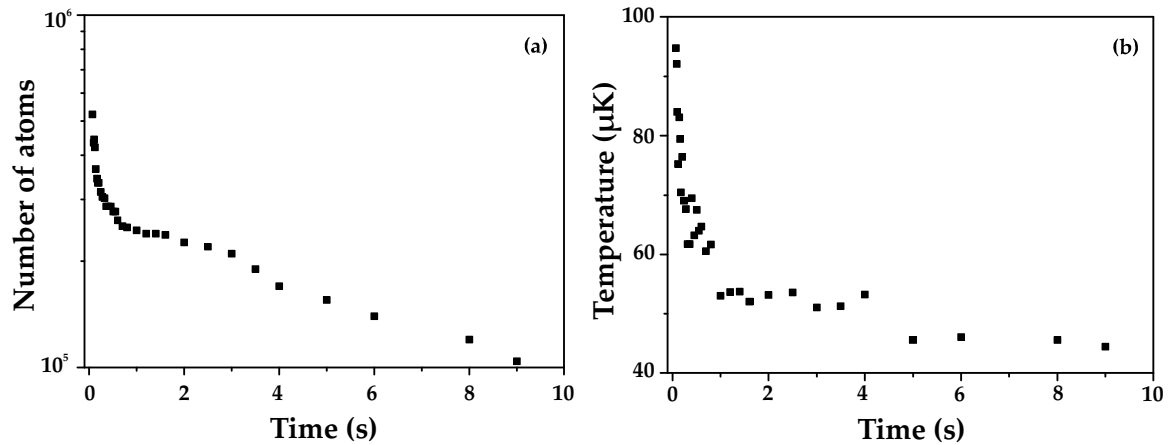 (a)
Number of atoms
10⁶
10⁵
0 2 4 6 8 10
Time (s)
(b)
Temperature (μK)
100
80
60
40
0 2 4 6 8 10
Time (s)